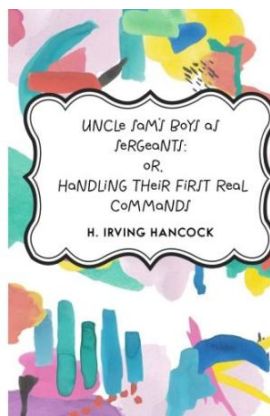 UNCLE SAM'S BOYS AS
SERGEANTS:
OR,
HANDLING THEIR FIRST REAL
COMMANDS
H. IRVING HANCOCK